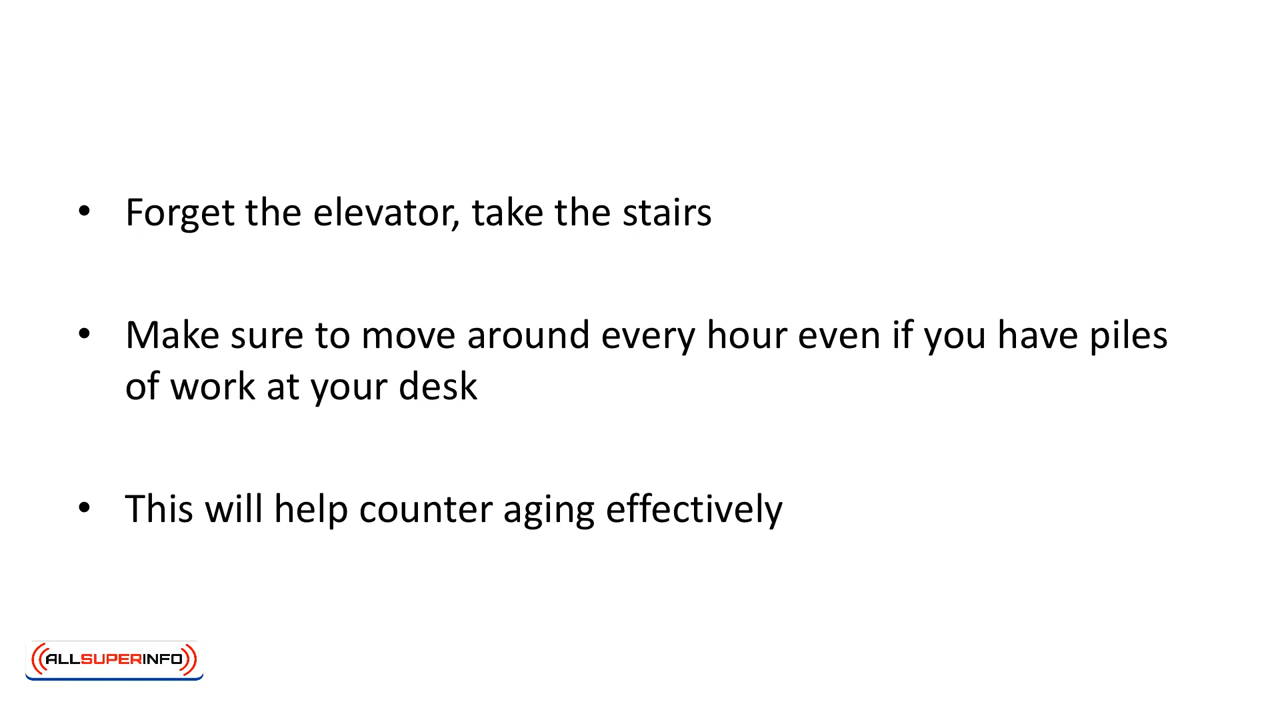 • Forget the elevator, take the stairs
• Make sure to move around every hour even if you have piles
of work at your desk
• This will help counter aging effectively
ALLSUPERINFO